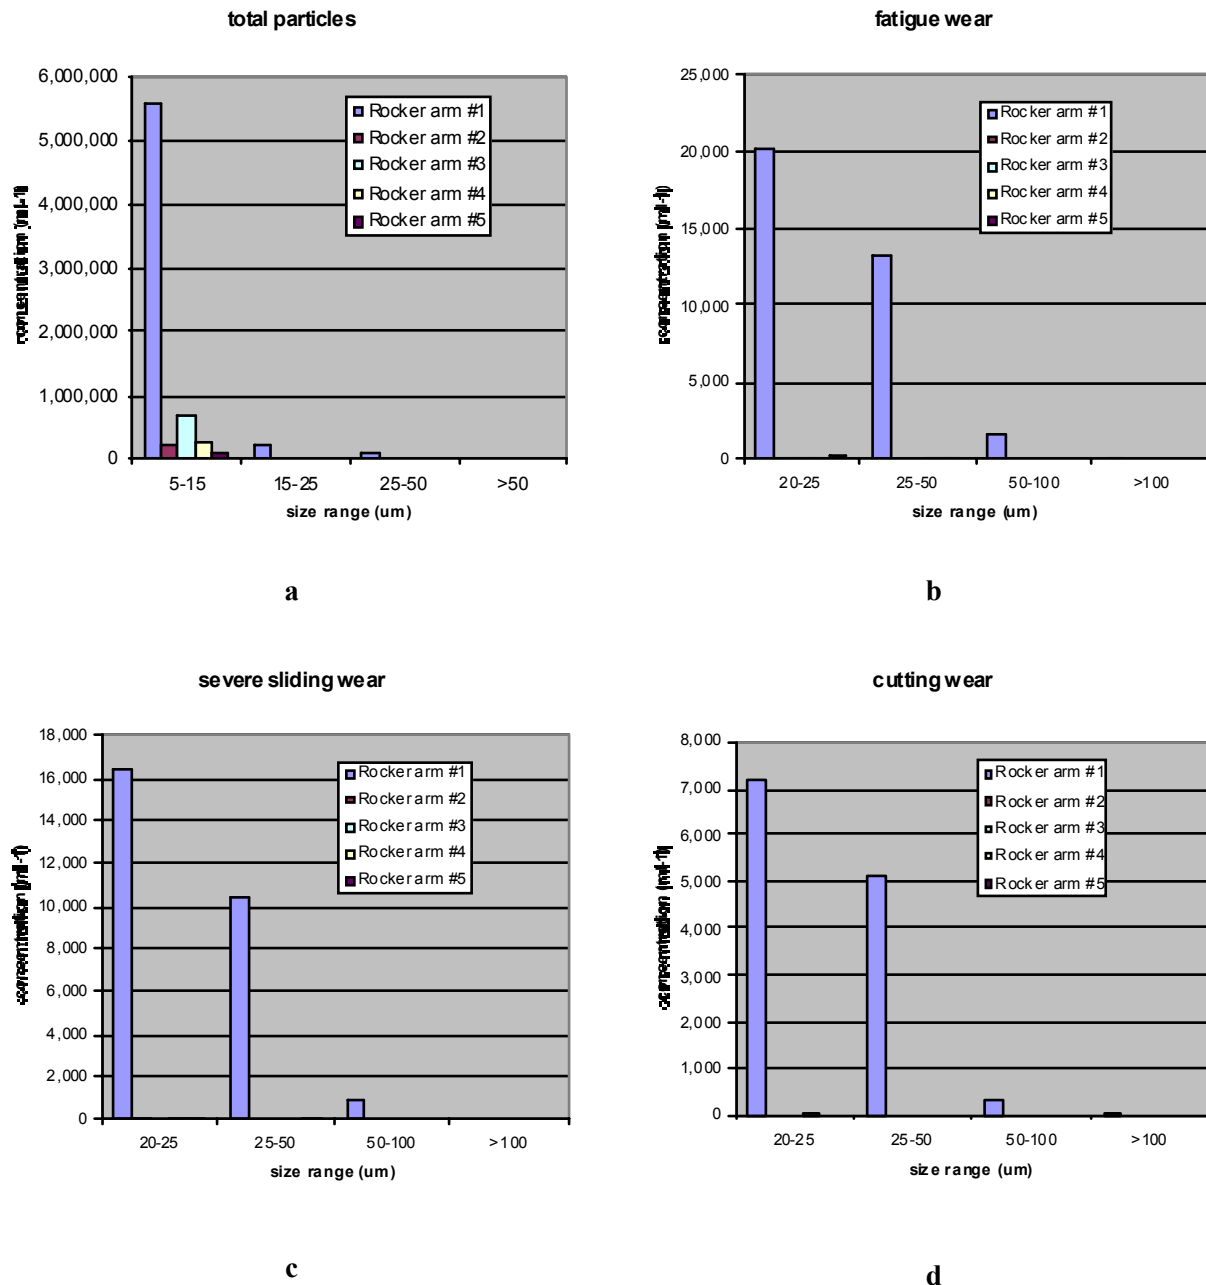 total particles
6,000,000
5,000,000
4,000,000
3,000,000
2,000,000
1,000,000
0
Rocker arm #1
Rocker arm #2
Rocker arm #3
Rocker arm #4
Rocker arm #5
5-15 15-25 25-50 >50
size range (um)
a
fatigue wear
25,000
20,000
15,000
10,000
5,000
0
Rocker arm #1
Rocker arm #2
Rocker arm #3
Rocker arm #4
Rocker arm #5
20-25 25-50 50-100 >100
size range (um)
b
severe sliding wear
18,000
16,000
14,000
12,000
10,000
8,000
6,000
4,000
2,000
0
Rocker arm #1
Rocker arm #2
Rocker arm #3
Rocker arm #4
Rocker arm #5
20-25 25-50 50-100 >100
size range (um)
c
cutting wear
8,000
7,000
6,000
5,000
4,000
3,000
2,000
1,000
0
Rocker arm #1
Rocker arm #2
Rocker arm #3
Rocker arm #4
Rocker arm #5
20-25 25-50 50-100 >100
size range (um)
d